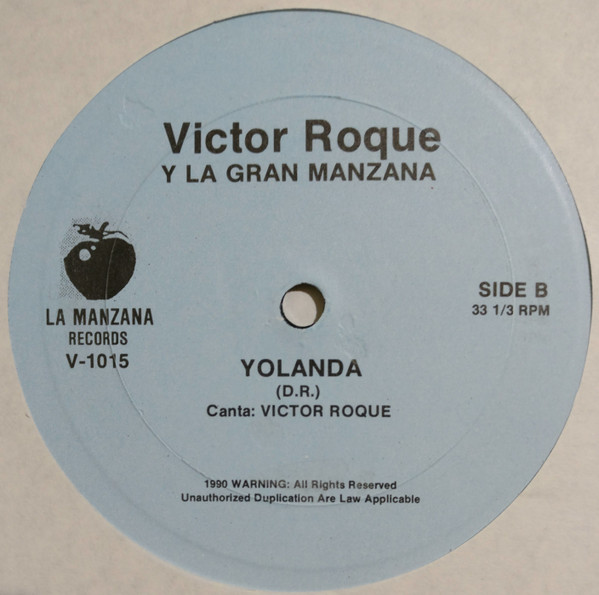 Victor Roque
Y LA GRAN MANZANA
LA MANZANA
RECORDS
V-1015
SIDE B
33 1/3 RPM
YOLANDA
(D.R.)
Canta: VICTOR ROQUE
1990 WARNING: All Rights Reserved
Unauthorized Duplication Are Law Applicable